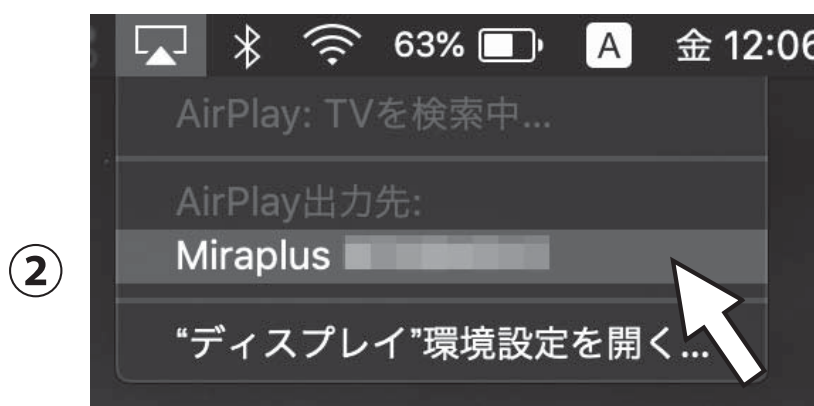 63% A 金 12:06
AirPlay: TVを検索中...
AirPlay出力先:
②
Miraplus
“ディスプレイ”環境設定を開く...